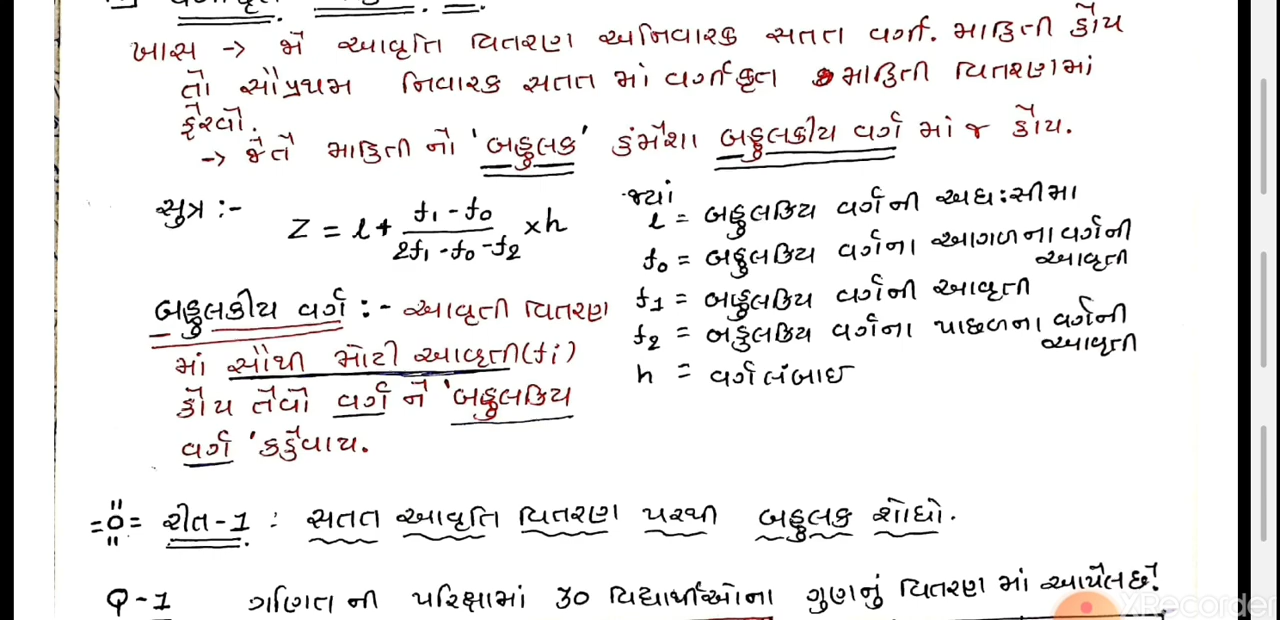 ખાસ → જો આવૃતિ વિતરણ અનિવારક સતત વર્ગ. માહિતી હોય
તો સૌપ્રથમ નિવારક સતત માં વર્ગીકૃત માહિતી વિતરણમાં
ફેરવો.
→ જેતે માહિતી નો 'બહુલક' હંમેશા બહુલકીય વર્ગ માં જ હોય.
સુત્ર :- Z = l + (f₁ - f₀)/(2f₁ - f₀ - f₂) × h
જ્યાં
l = બહુલકિય વર્ગની અધ:સીમા
f₀ = બહુલકિય વર્ગના આગળના વર્ગની
આવૃતી
f₁ = બહુલકિય વર્ગની આવૃતી
f₂ = બહુલકિય વર્ગના પાછળના વર્ગની
આવૃતી
h = વર્ગલંબાઇ
બહુલકીય વર્ગ :- આવૃતી વિતરણ
માં સૌથી મોટી આવૃતી(fi)
હોય તેવો વર્ગ ને 'બહુલકિય
વર્ગ' કહેવાય.
રીત-1 : સતત આવૃતિ વિતરણ પરથી બહુલક શોધો.
Q-1 ગણિત ની પરિક્ષામાં 30 વિદ્યાર્થીઓના ગુણનું વિતરણ માં આપેલ છે.
XRecorder